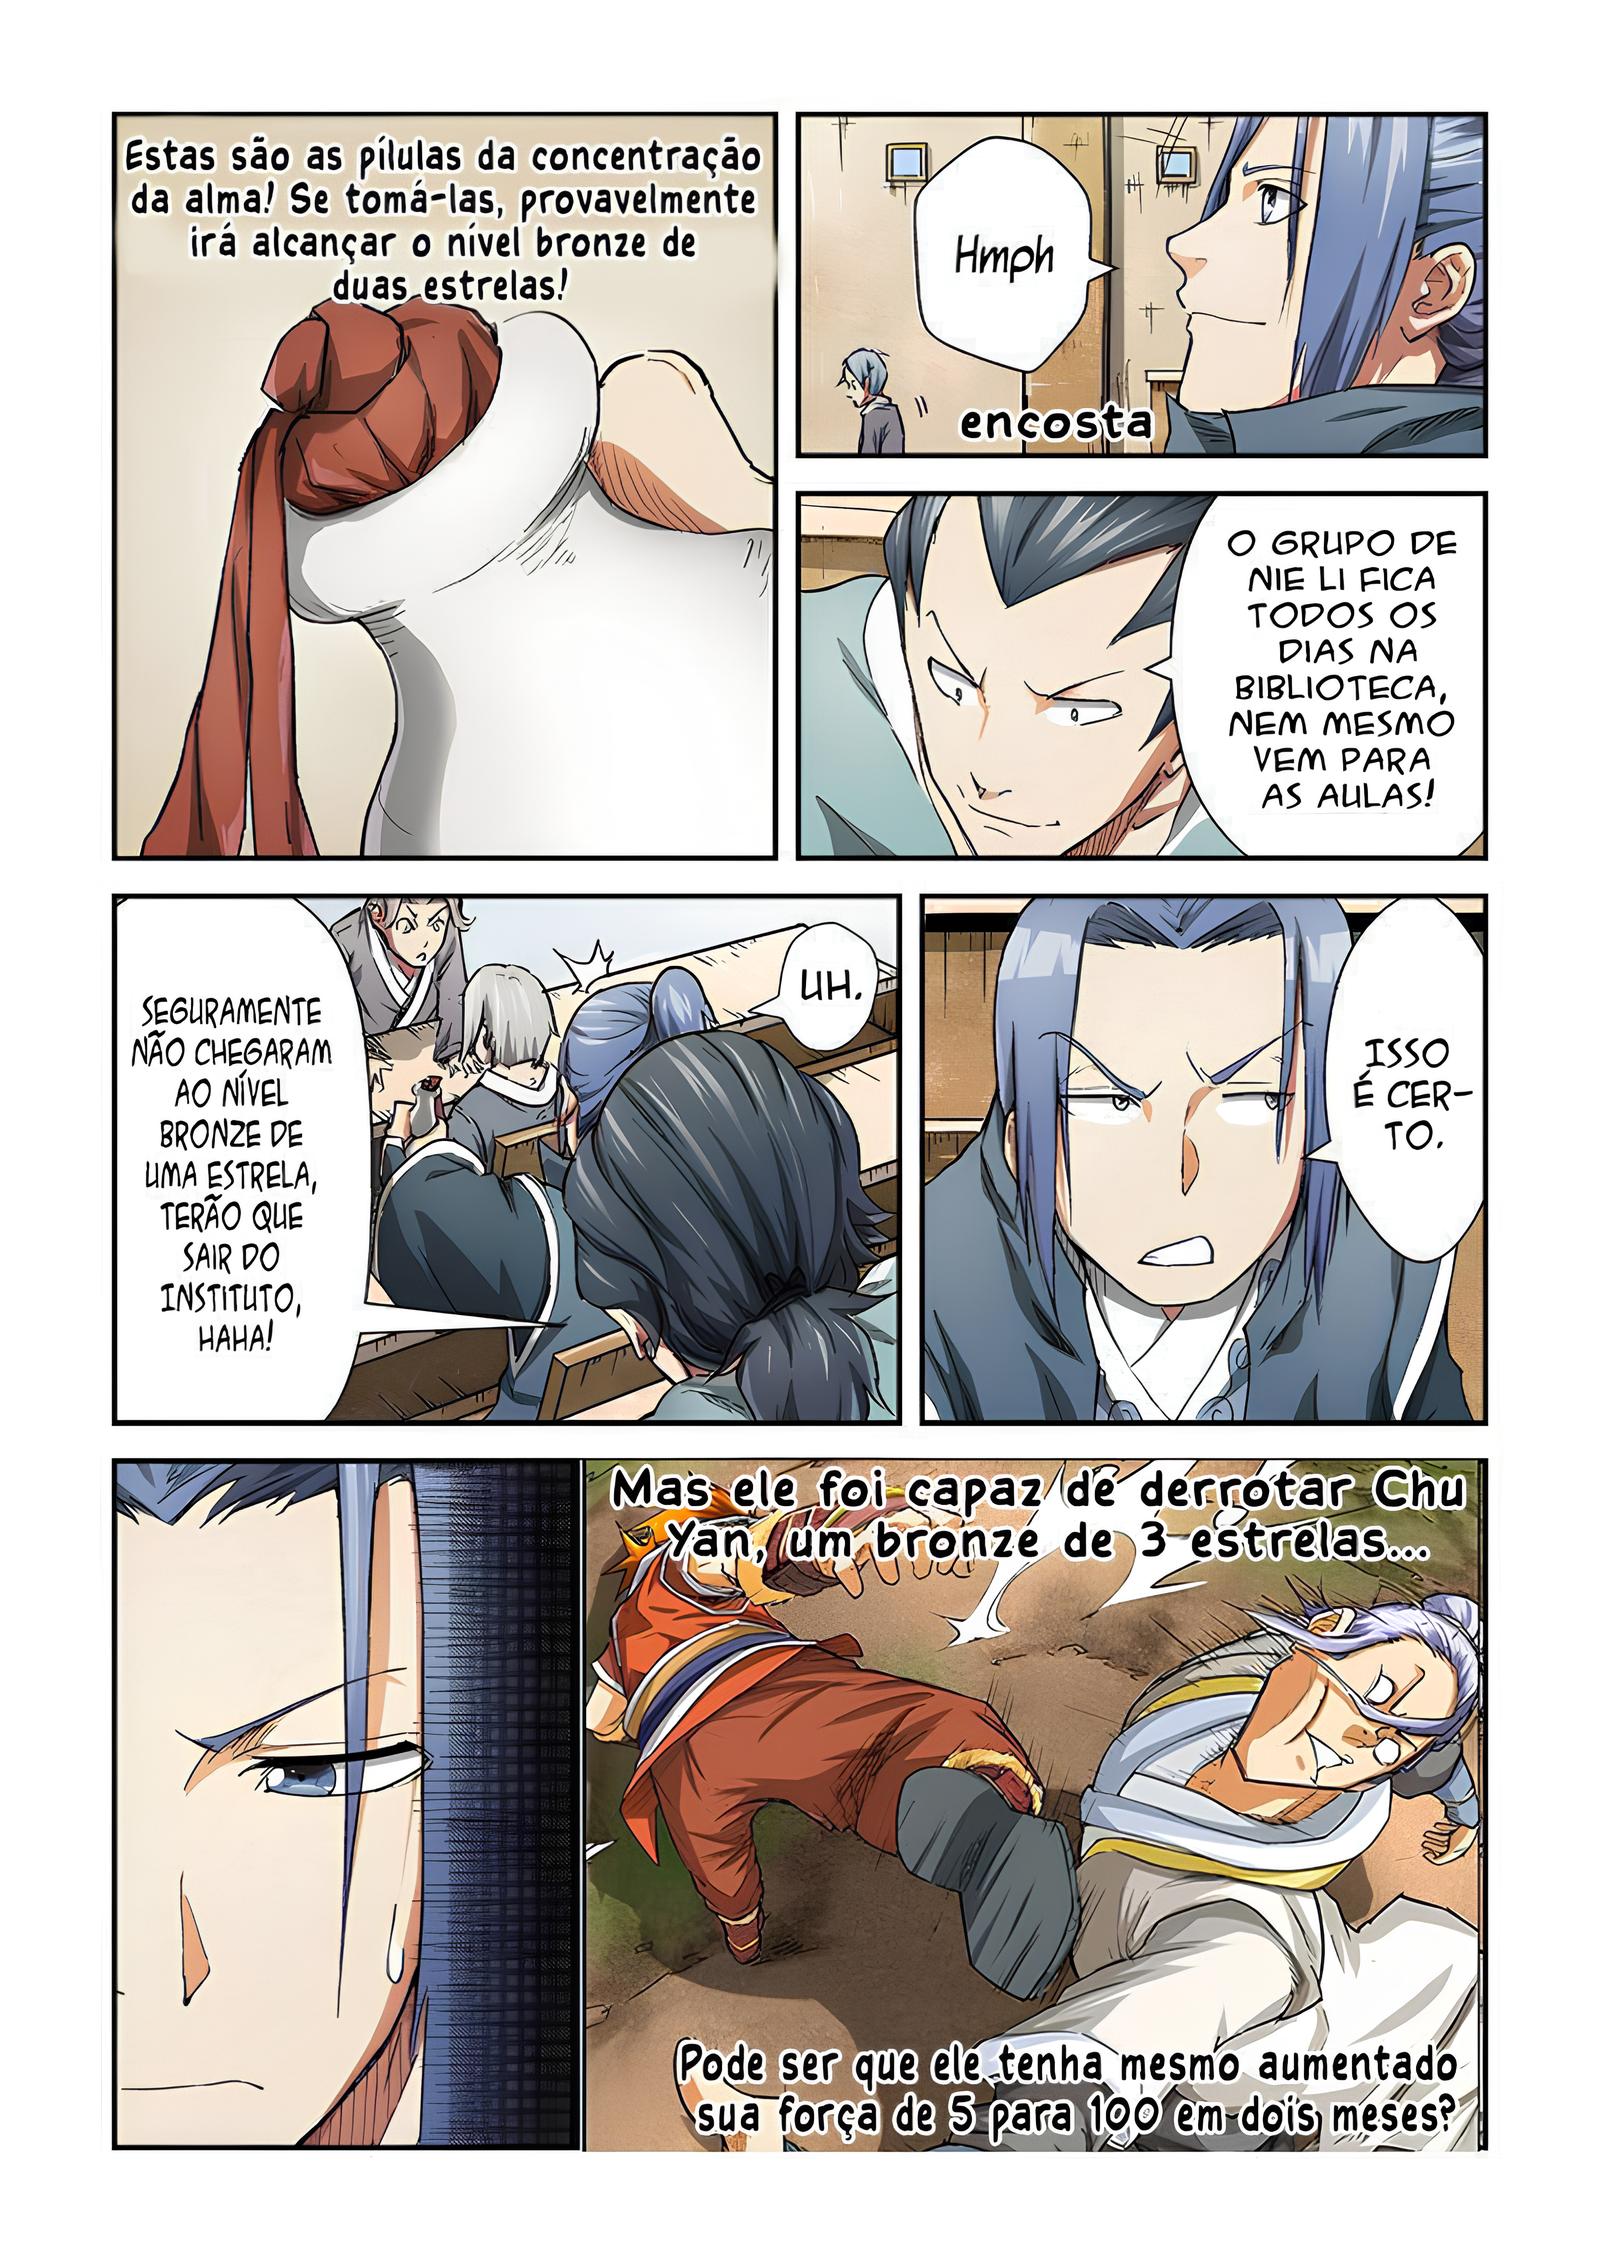 Estas são as pílulas da concentração
da alma! Se tomá-las, provavelmente
irá alcançar o nível bronze de
duas estrelas!
Hmph
encosta
O GRUPO DE
NIE LI FICA
TODOS OS
DIAS NA
BIBLIOTECA,
NEM MESMO
VEM PARA
AS AULAS!
SEGURAMENTE
NÃO CHEGARAM
AO NÍVEL
BRONZE DE
UMA ESTRELA,
TERÃO QUE
SAIR DO
INSTITUTO,
HAHA!
UH.
ISSO
É CER-
TO.
Mas ele foi capaz de derrotar Chu
Yan, um bronze de 3 estrelas...
Pode ser que ele tenha mesmo aumentado
sua força de 5 para 100 em dois meses?